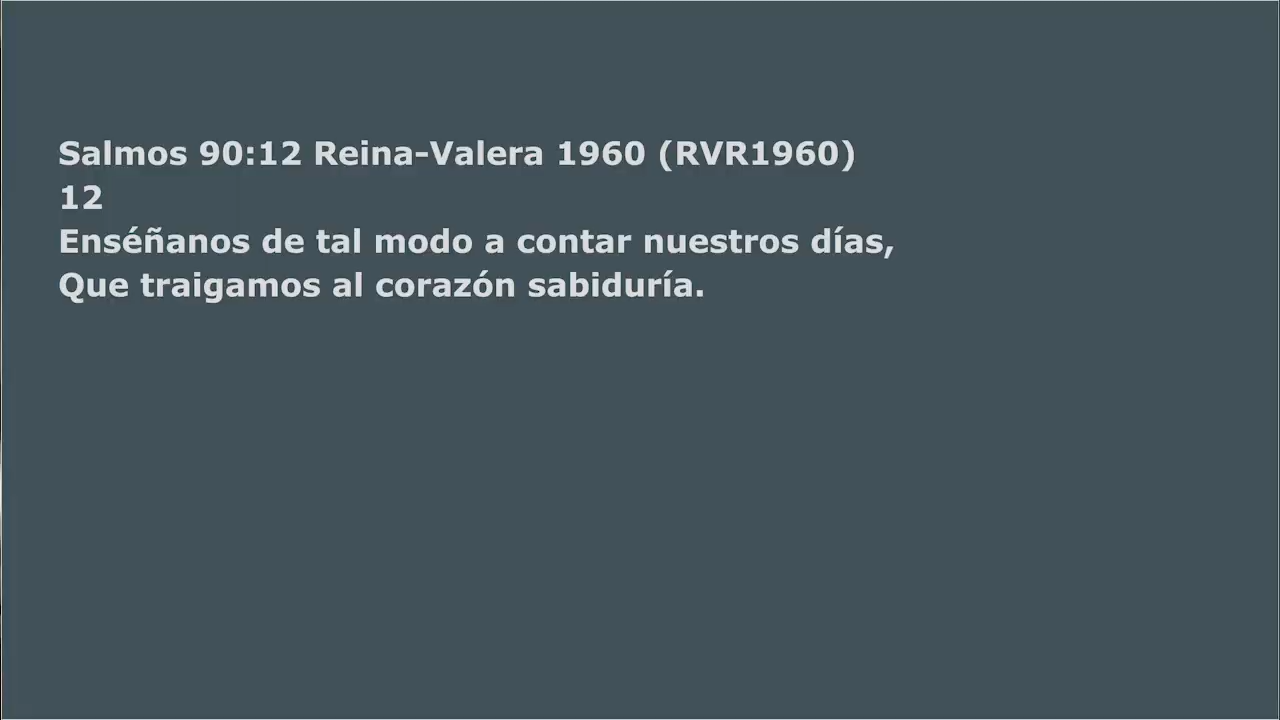 Salmos 90:12 Reina-Valera 1960 (RVR1960)
12
Enséñanos de tal modo a contar nuestros días,
Que traigamos al corazón sabiduría.